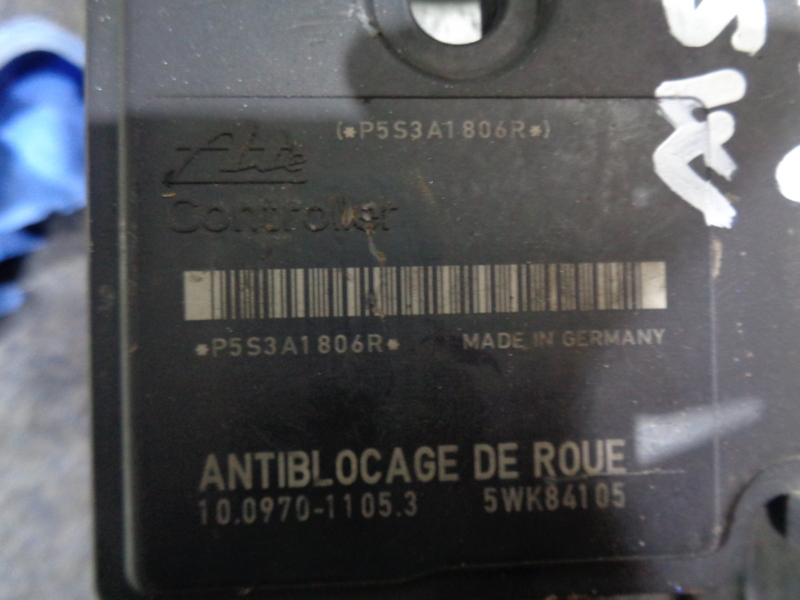 (*P5S3A1806R*)
Ate
Controller
*P5S3A1806R*
MADE IN GERMANY
ANTIBLOCAGE DE ROUE
10.0970-1105.3 5WK84105